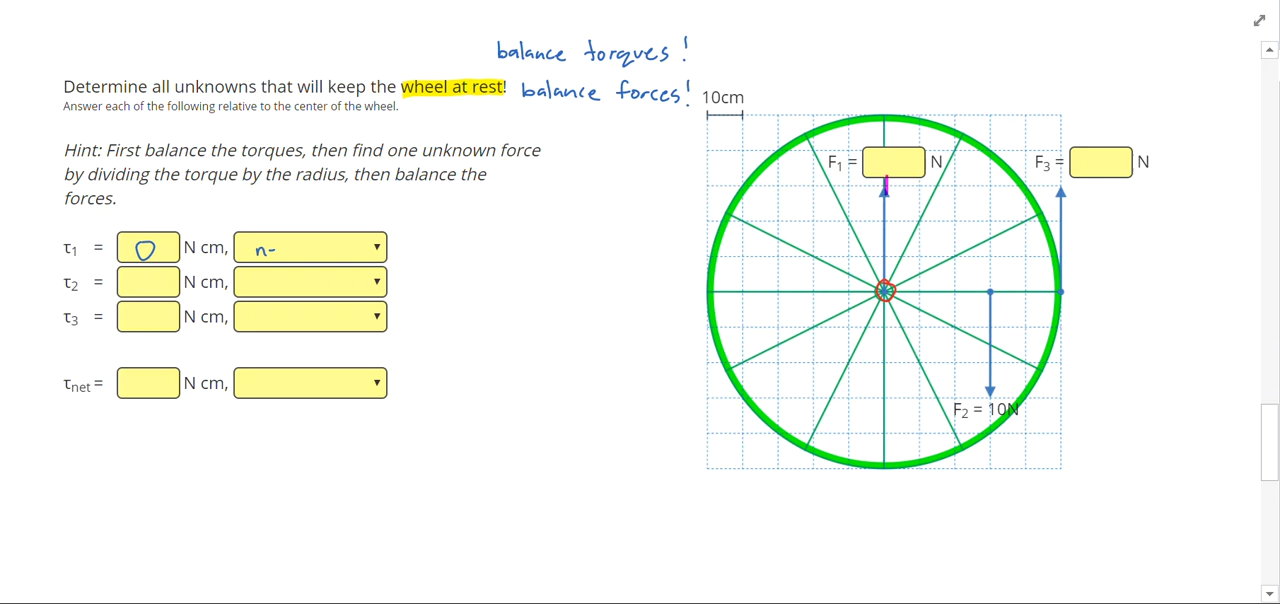 balance torques!
Determine all unknowns that will keep the wheel at rest! balance forces!
Answer each of the following relative to the center of the wheel.
10cm
Hint: First balance the torques, then find one unknown force
by dividing the torque by the radius, then balance the
forces.
F₁ = N
F₃ = N
τ₁ = 0 N cm, n-
τ₂ = N cm,
τ₃ = N cm,
τnet = N cm,
F₂ = 10N